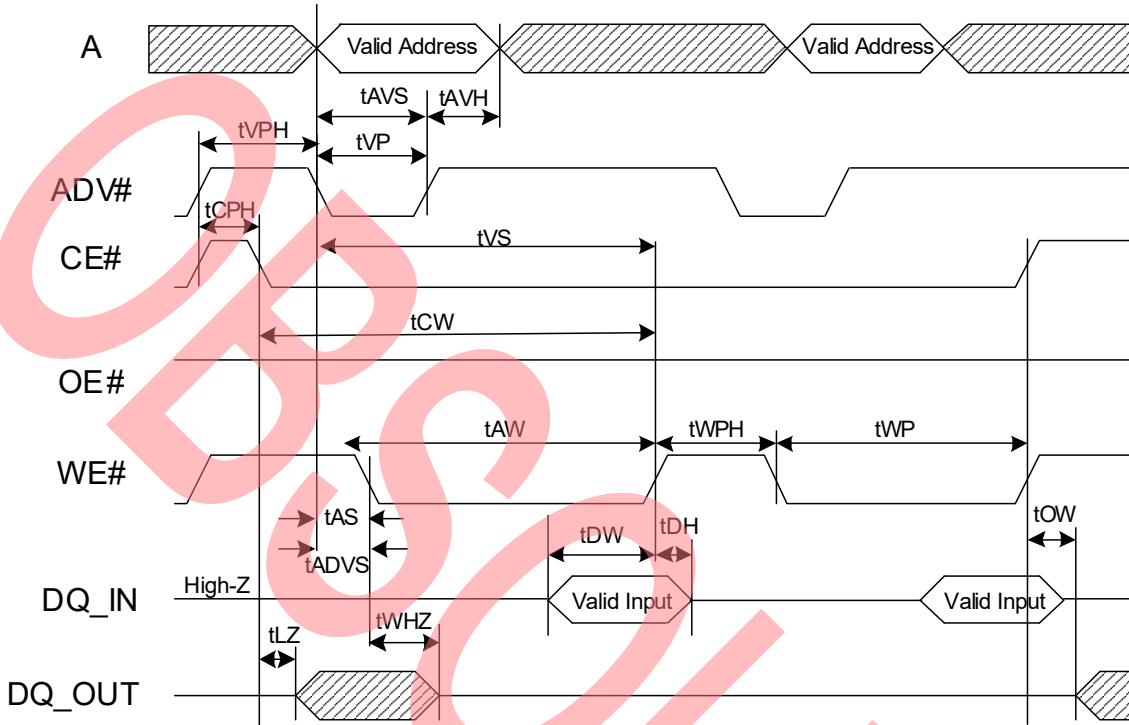 A
Valid Address
Valid Address
tAVS
tAVH
tVPH
tVP
ADV#
tCPH
tVS
CE#
tCW
OE#
tAW
tWPH
tWP
WE#
tAS
tDW
tDH
tOW
tADVS
High-Z
DQ_IN
Valid Input
Valid Input
tWHZ
tLZ
DQ_OUT
OBSOL